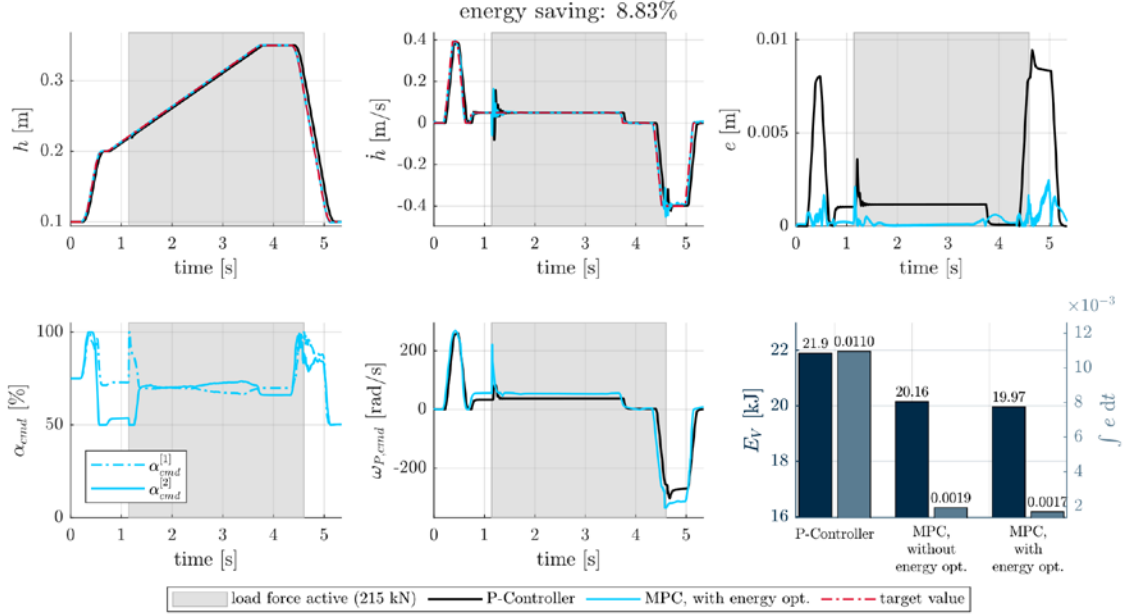 energy saving: 8.83%
h [m]
0.3
0.2
0.1
0 1 2 3 4 5
time [s]
ḣ [m/s]
0.4
0.2
0
-0.2
-0.4
0 1 2 3 4 5
time [s]
e [m]
0.01
0.005
0
0 1 2 3 4 5
time [s]
α_cmd [%]
100
50
0
α_cmd^[1]
α_cmd^[2]
0 1 2 3 4 5
time [s]
ω_P,cmd [rad/s]
200
0
-200
0 1 2 3 4 5
time [s]
×10⁻³
E_V [kJ]
22
20
18
16
21.9 0.0110
20.16 0.0019
19.97 0.0017
12
10
8
6
4
2
∫ e dt
P-Controller
MPC,
without
energy opt.
MPC,
with
energy opt.
load force active (215 kN) P-Controller MPC, with energy opt. target value